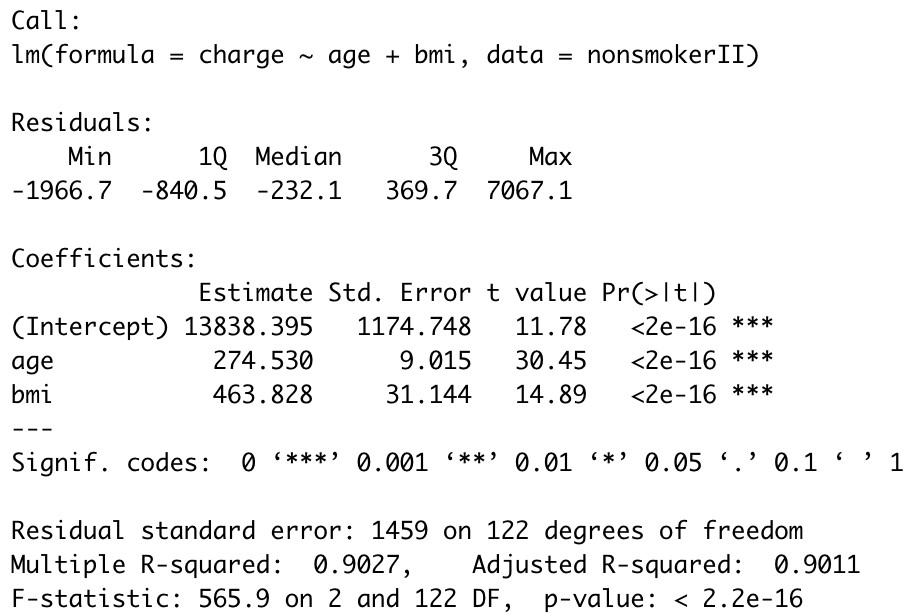 Call:
lm(formula = charge ~ age + bmi, data = nonsmokerII)

Residuals:
    Min      1Q  Median      3Q     Max
-1966.7  -840.5  -232.1   369.7  7067.1

Coefficients:
             Estimate Std. Error t value Pr(>|t|)
(Intercept) 13838.395   1174.748   11.78   <2e-16 ***
age           274.530      9.015   30.45   <2e-16 ***
bmi           463.828     31.144   14.89   <2e-16 ***
---
Signif. codes:  0 ‘***’ 0.001 ‘**’ 0.01 ‘*’ 0.05 ‘.’ 0.1 ‘ ’ 1

Residual standard error: 1459 on 122 degrees of freedom
Multiple R-squared:  0.9027,    Adjusted R-squared:  0.9011
F-statistic: 565.9 on 2 and 122 DF,  p-value: < 2.2e-16